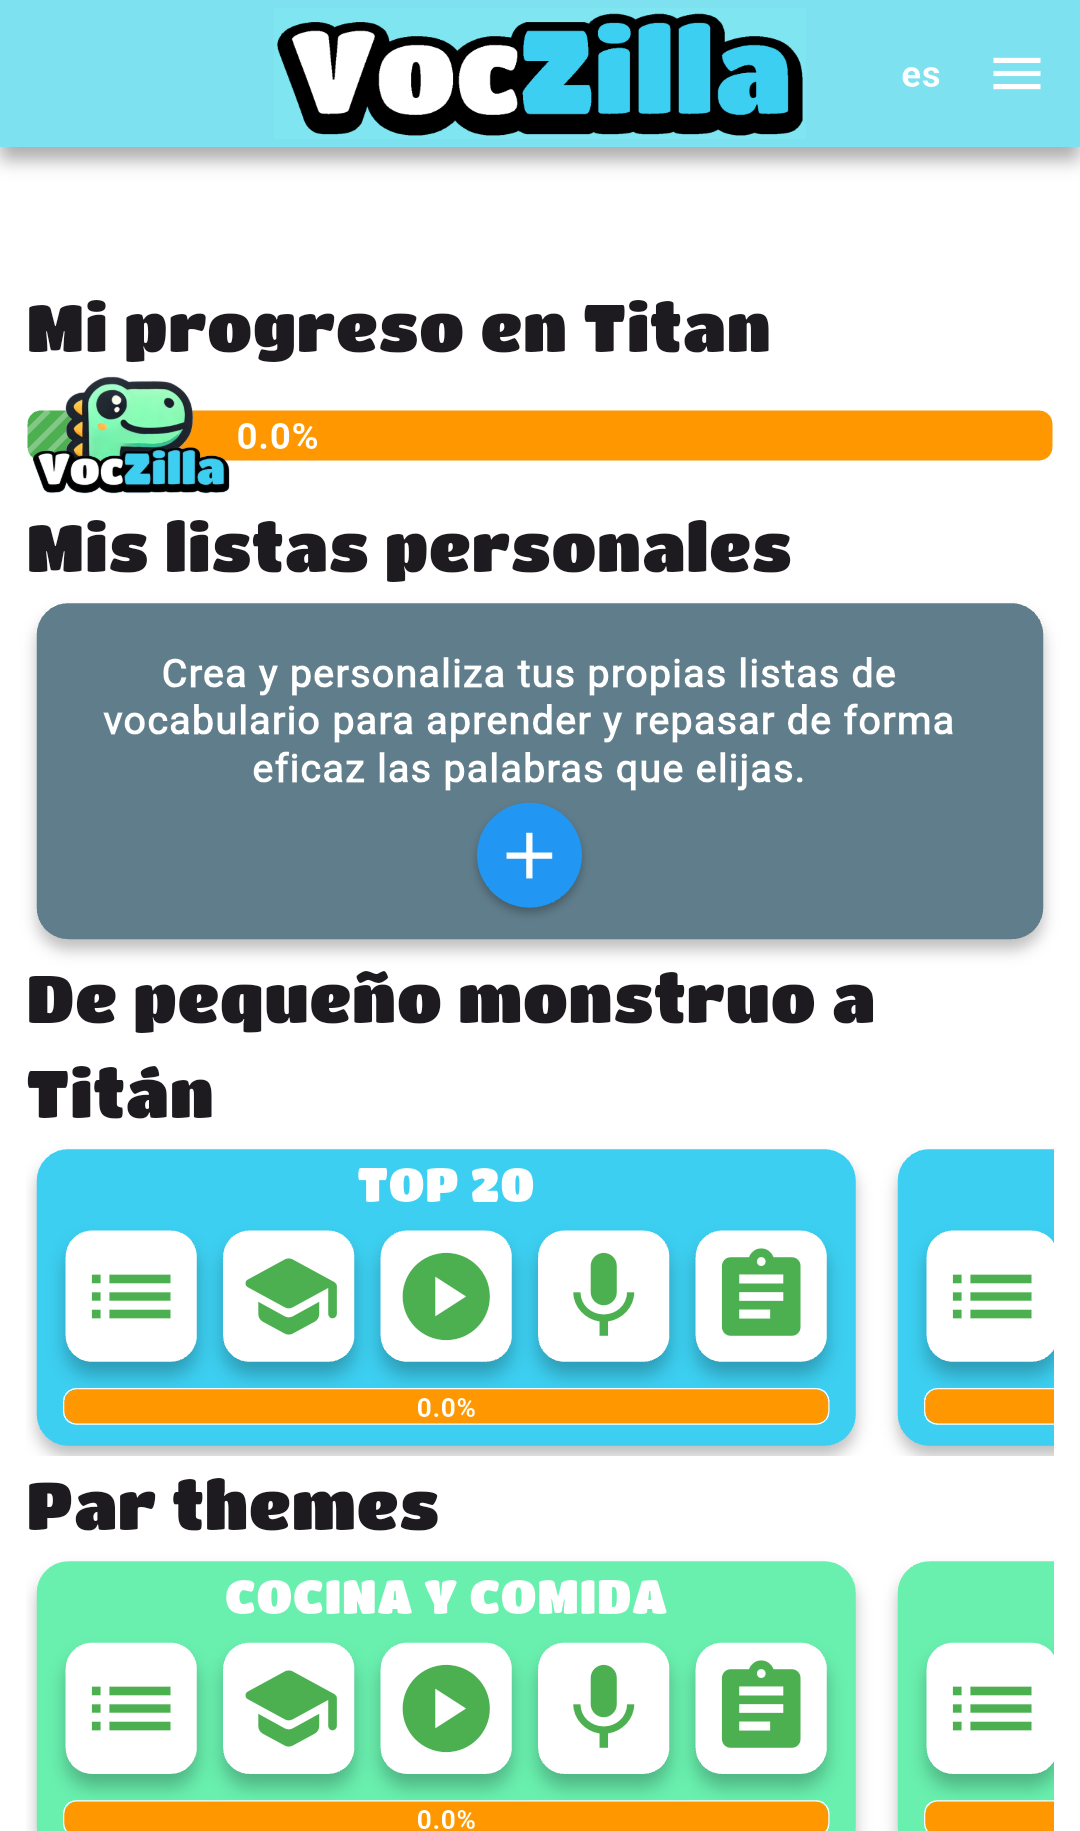 VocZilla
es
Mi progreso en Titan
0.0%
VocZilla
Mis listas personales
Crea y personaliza tus propias listas de
vocabulario para aprender y repasar de forma
eficaz las palabras que elijas.
De pequeño monstruo a
Titán
TOP 20
0.0%
Par themes
COCINA Y COMIDA
0.0%